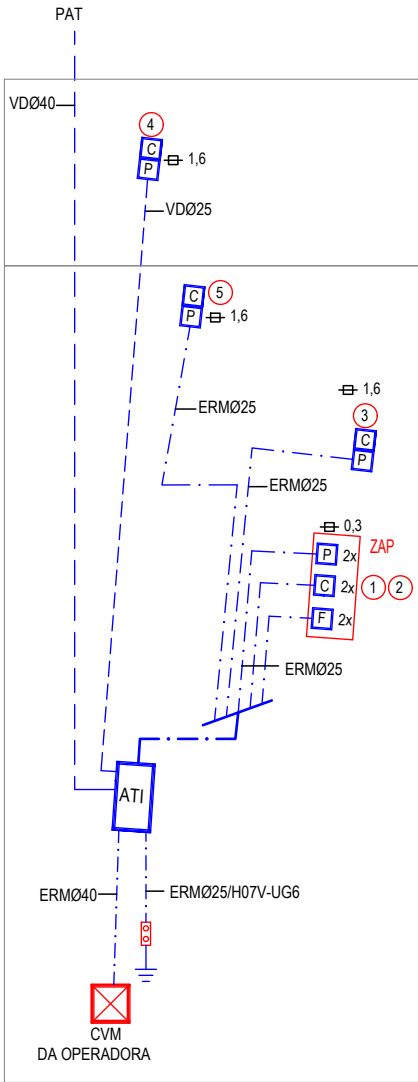 PAT
VDØ40
4
C
P
1,6
VDØ25
C
5
P
1,6
ERMØ25
1,6
3
C
P
ERMØ25
0,3
ZAP
P 2x
C 2x
1 2
F 2x
ERMØ25
ATI
ERMØ40
ERMØ25/H07V-UG6
CVM
DA OPERADORA